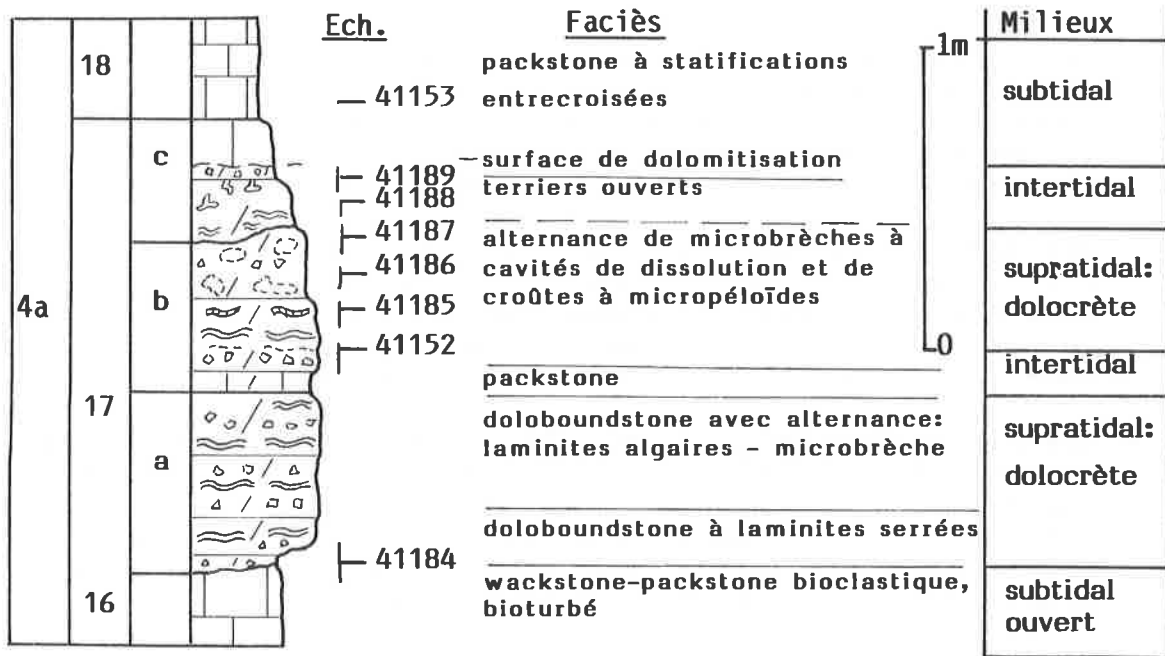 Ech.
Faciès
Milieux
1m
18
packstone à statifications
41153
entrecroisées
subtidal
c
surface de dolomitisation
41189
terriers ouverts
intertidal
41188
41187
alternance de microbrèches à
41186
cavités de dissolution et de
supratidal:
4a
b
41185
croûtes à micropéloïdes
dolocrète
41152
0
packstone
intertidal
17
a
doloboundstone avec alternance:
laminites algaires - microbrèche
supratidal:
dolocrète
doloboundstone à laminites serrées
41184
16
wackstone-packstone bioclastique,
bioturbé
subtidal
ouvert